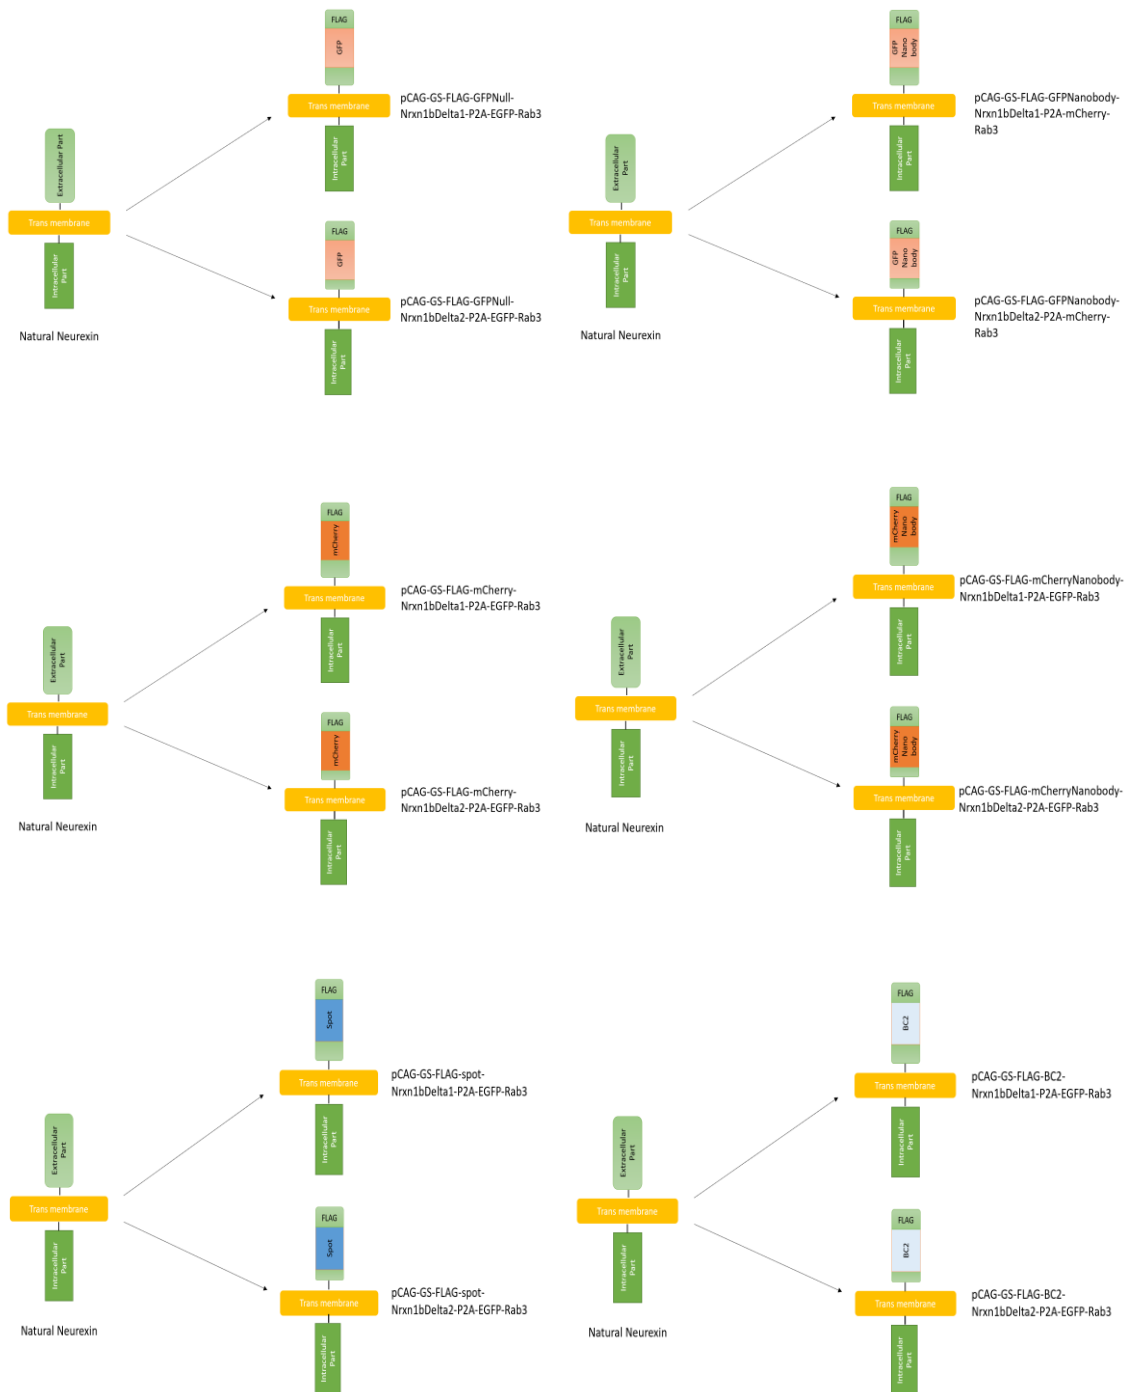 FLAG
GFP
Trans membrane
Intracellular
Part
pCAG-GS-FLAG-GFPNull-
Nrxn1bDelta1-P2A-EGFP-Rab3
Extracellular Part
Trans membrane
Intracellular
Part
Natural Neurexin
FLAG
GFP
Trans membrane
Intracellular
Part
pCAG-GS-FLAG-GFPNull-
Nrxn1bDelta2-P2A-EGFP-Rab3
FLAG
GFP
Nano
body
Trans membrane
Intracellular
Part
pCAG-GS-FLAG-GFPNanobody-
Nrxn1bDelta1-P2A-mCherry-
Rab3
Extracellular
Part
Trans membrane
Intracellular
Part
Natural Neurexin
FLAG
GFP
Nano
body
Trans membrane
Intracellular
Part
pCAG-GS-FLAG-GFPNanobody-
Nrxn1bDelta2-P2A-mCherry-
Rab3
FLAG
mCherry
Trans membrane
Intracellular
Part
pCAG-GS-FLAG-mCherry-
Nrxn1bDelta1-P2A-EGFP-Rab3
Extracellular
Part
Trans membrane
Intracellular
Part
Natural Neurexin
FLAG
mCherry
Trans membrane
Intracellular
Part
pCAG-GS-FLAG-mCherry-
Nrxn1bDelta2-P2A-EGFP-Rab3
FLAG
mCherry
Nano
body
Trans membrane
Intracellular
Part
pCAG-GS-FLAG-mCherryNanobody-
Nrxn1bDelta1-P2A-EGFP-Rab3
Extracellular
Part
Trans membrane
Intracellular
Part
Natural Neurexin
FLAG
mCherry
Nano
body
Trans membrane
Intracellular
Part
pCAG-GS-FLAG-mCherryNanobody-
Nrxn1bDelta2-P2A-EGFP-Rab3
FLAG
Spot
Trans membrane
Intracellular
Part
pCAG-GS-FLAG-spot-
Nrxn1bDelta1-P2A-EGFP-Rab3
Extracellular
Part
Trans membrane
Intracellular
Part
Natural Neurexin
FLAG
Spot
Trans membrane
Intracellular
Part
pCAG-GS-FLAG-spot-
Nrxn1bDelta2-P2A-EGFP-Rab3
FLAG
BC2
Trans membrane
Intracellular
Part
pCAG-GS-FLAG-BC2-
Nrxn1bDelta1-P2A-EGFP-Rab3
Extracellular
Part
Trans membrane
Intracellular
Part
Natural Neurexin
FLAG
BC2
Trans membrane
Intracellular
Part
pCAG-GS-FLAG-BC2-
Nrxn1bDelta2-P2A-EGFP-Rab3